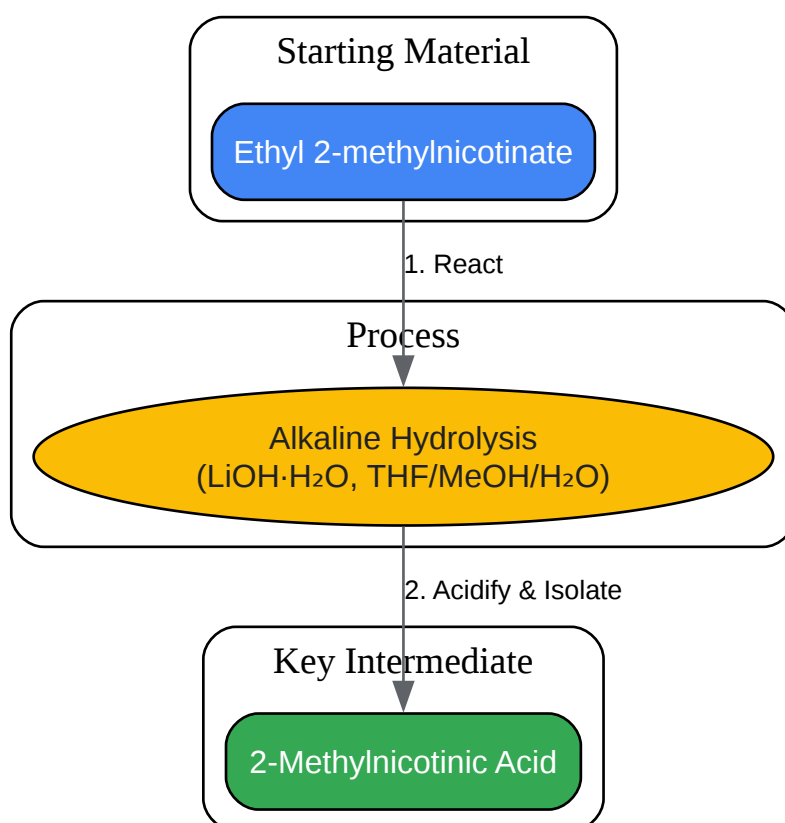 Starting Material
Ethyl 2-methylnicotinate
1. React
Process
Alkaline Hydrolysis
(LiOH·H₂O, THF/MeOH/H₂O)
2. Acidify & Isolate
Key Intermediate
2-Methylnicotinic Acid